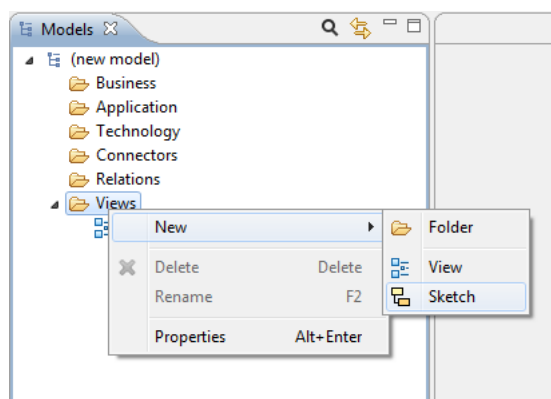 Models
(new model)
Business
Application
Technology
Connectors
Relations
Views
New
Folder
Delete Delete
View
Rename F2
Sketch
Properties Alt+Enter